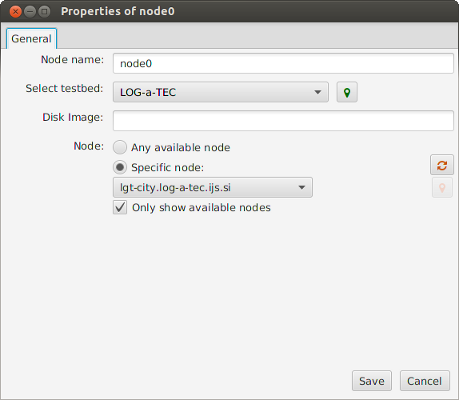 Properties of node0
General
Node name: node0
Select testbed: LOG-a-TEC
Disk Image:
Node: Any available node
Specific node:
lgt-city.log-a-tec.ijs.si
Only show available nodes
Save Cancel